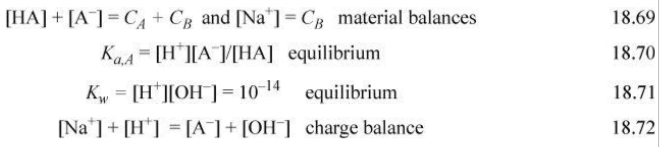 [HA] + [A⁻] = C_A + C_B and [Na⁺] = C_B material balances 18.69
K_a,A = [H⁺][A⁻]/[HA] equilibrium 18.70
K_w = [H⁺][OH⁻] = 10⁻¹⁴ equilibrium 18.71
[Na⁺] + [H⁺] = [A⁻] + [OH⁻] charge balance 18.72